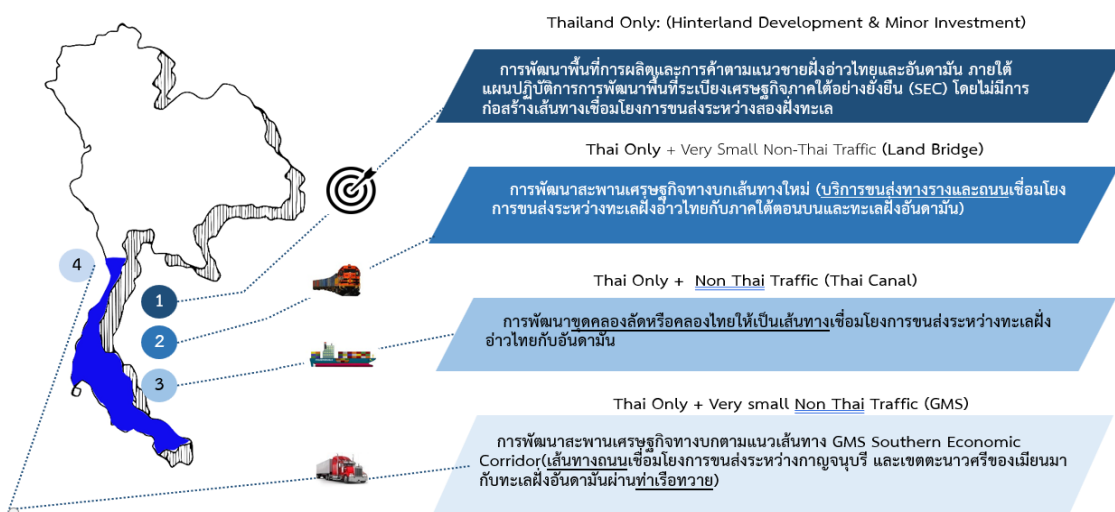 Thailand Only: (Hinterland Development & Minor Investment)
การพัฒนาพื้นที่การผลิตและการค้าตามแนวชายฝั่งอ่าวไทยและอันดามัน ภายใต้
แผนปฏิบัติการการพัฒนาพื้นที่ระเบียงเศรษฐกิจภาคใต้อย่างยั่งยืน (SEC) โดยไม่มีการ
ก่อสร้างเส้นทางเชื่อมโยงการขนส่งระหว่างสองฝั่งทะเล
Thai Only + Very Small Non-Thai Traffic (Land Bridge)
การพัฒนาสะพานเศรษฐกิจทางบกเส้นทางใหม่ (บริการขนส่งทางรางและถนนเชื่อมโยง
การขนส่งระหว่างทะเลฝั่งอ่าวไทยกับภาคใต้ตอนบนและทะเลฝั่งอันดามัน)
4
1
2
3
Thai Only + Non Thai Traffic (Thai Canal)
การพัฒนาขุดคลองลัดหรือคลองไทยให้เป็นเส้นทางเชื่อมโยงการขนส่งระหว่างทะเลฝั่ง
อ่าวไทยกับอันดามัน
Thai Only + Very small Non Thai Traffic (GMS)
การพัฒนาสะพานเศรษฐกิจทางบกตามแนวเส้นทาง GMS Southern Economic
Corridor(เส้นทางถนนเชื่อมโยงการขนส่งระหว่างกาญจนุบรี และเขตตะนาวศรีของเมียนมา
กับทะเลฝั่งอันดามันผ่านท่าเรือทวาย)